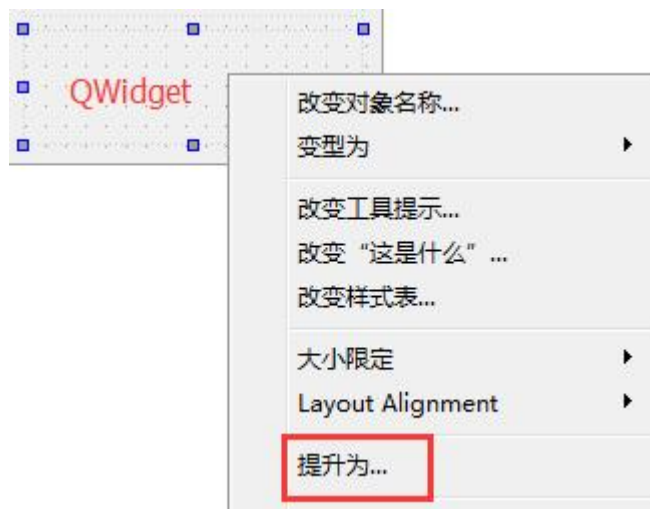 QWidget
改变对象名称...
变型为
改变工具提示...
改变“这是什么”...
改变样式表...
大小限定
Layout Alignment
提升为...